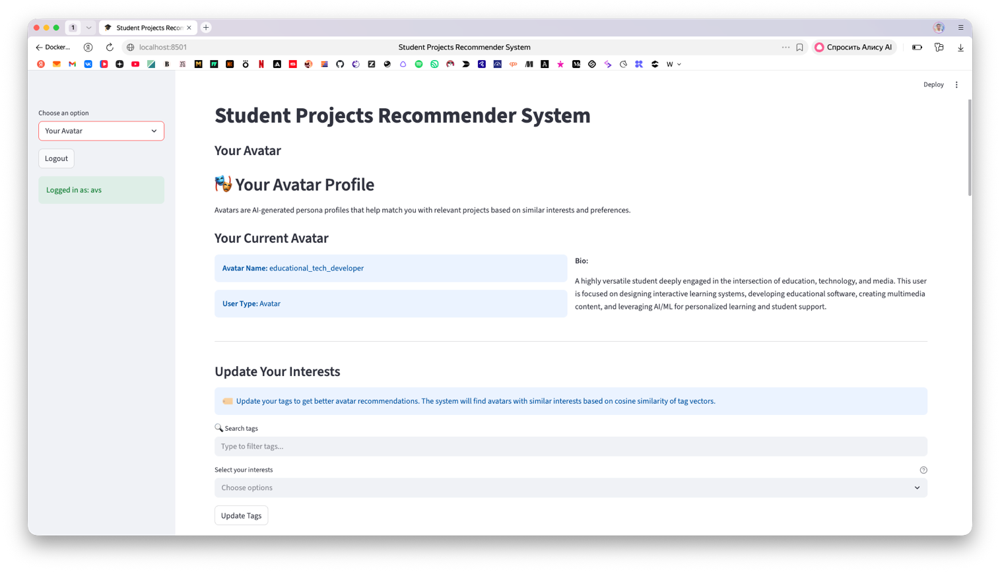 1
Student Projects Recon
Docker...
localhost:8501
Student Projects Recommender System
Спросить Алису AI
W
Deploy
Choose an option
Your Avatar
Logout
Logged in as: avs
Student Projects Recommender System
Your Avatar
Your Avatar Profile
Avatars are AI-generated persona profiles that help match you with relevant projects based on similar interests and preferences.
Your Current Avatar
Avatar Name: educational_tech_developer
User Type: Avatar
Bio:
A highly versatile student deeply engaged in the intersection of education, technology, and media. This user
is focused on designing interactive learning systems, developing educational software, creating multimedia
content, and leveraging AI/ML for personalized learning and student support.
Update Your Interests
Update your tags to get better avatar recommendations. The system will find avatars with similar interests based on cosine similarity of tag vectors.
Search tags
Type to filter tags...
Select your interests
Choose options
Update Tags